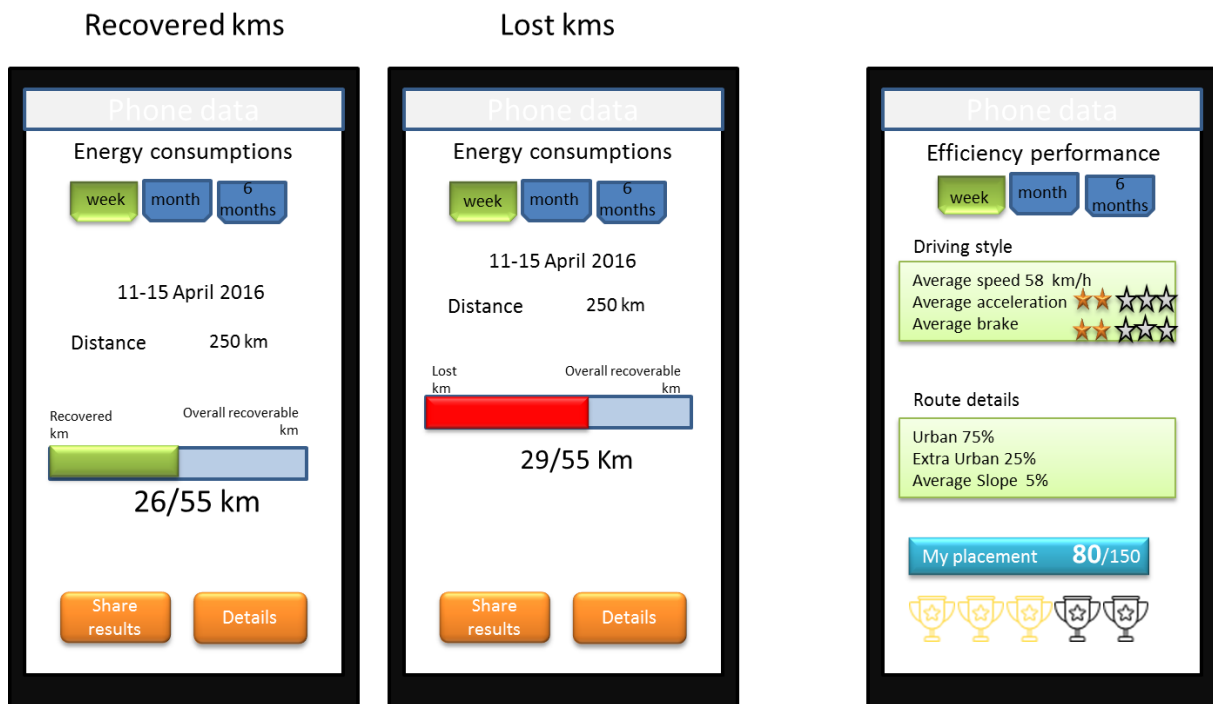 Recovered kms
Lost kms
Phone data
Energy consumptions
week
month
6
months
11-15 April 2016
Distance 250 km
Recovered
km
Overall recoverable
km
26/55 km
Share
results
Details
Phone data
Energy consumptions
week
month
6
months
11-15 April 2016
Distance 250 km
Lost
km
Overall recoverable
km
29/55 Km
Share
results
Details
Phone data
Efficiency performance
week
month
6
months
Driving style
Average speed 58 km/h
Average acceleration
Average brake
Route details
Urban 75%
Extra Urban 25%
Average Slope 5%
My placement 80/150